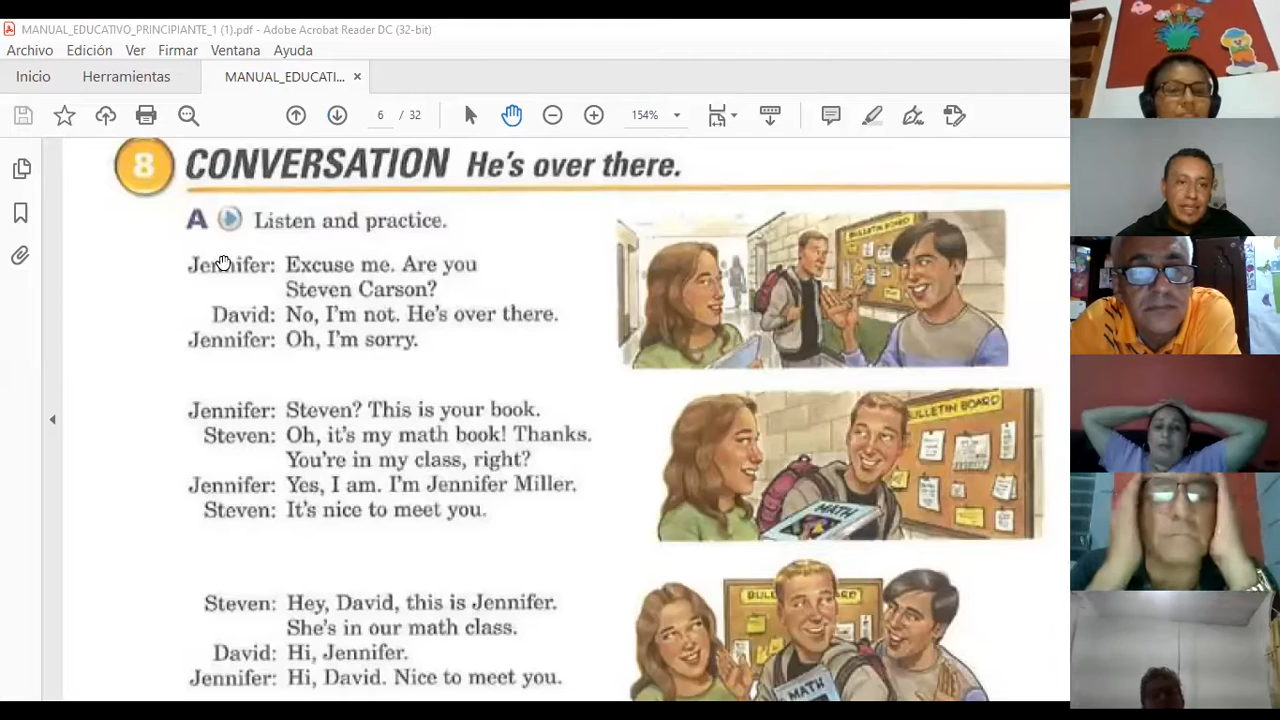 MANUAL_EDUCATIVO_PRINCIPIANTE_1 (1).pdf - Adobe Acrobat Reader DC (32-bit)
Archivo Edición Ver Firmar Ventana Ayuda
Inicio Herramientas MANUAL_EDUCATI... ×
6 / 32 154%
8 CONVERSATION He's over there.
A Listen and practice.
Jennifer: Excuse me. Are you
Steven Carson?
David: No, I'm not. He's over there.
Jennifer: Oh, I'm sorry.
BULLETIN BOARD
Jennifer: Steven? This is your book.
Steven: Oh, it's my math book! Thanks.
You're in my class, right?
Jennifer: Yes, I am. I'm Jennifer Miller.
Steven: It's nice to meet you.
BULLETIN BOARD
MATH
Steven: Hey, David, this is Jennifer.
She's in our math class.
David: Hi, Jennifer.
Jennifer: Hi, David. Nice to meet you.
MATH